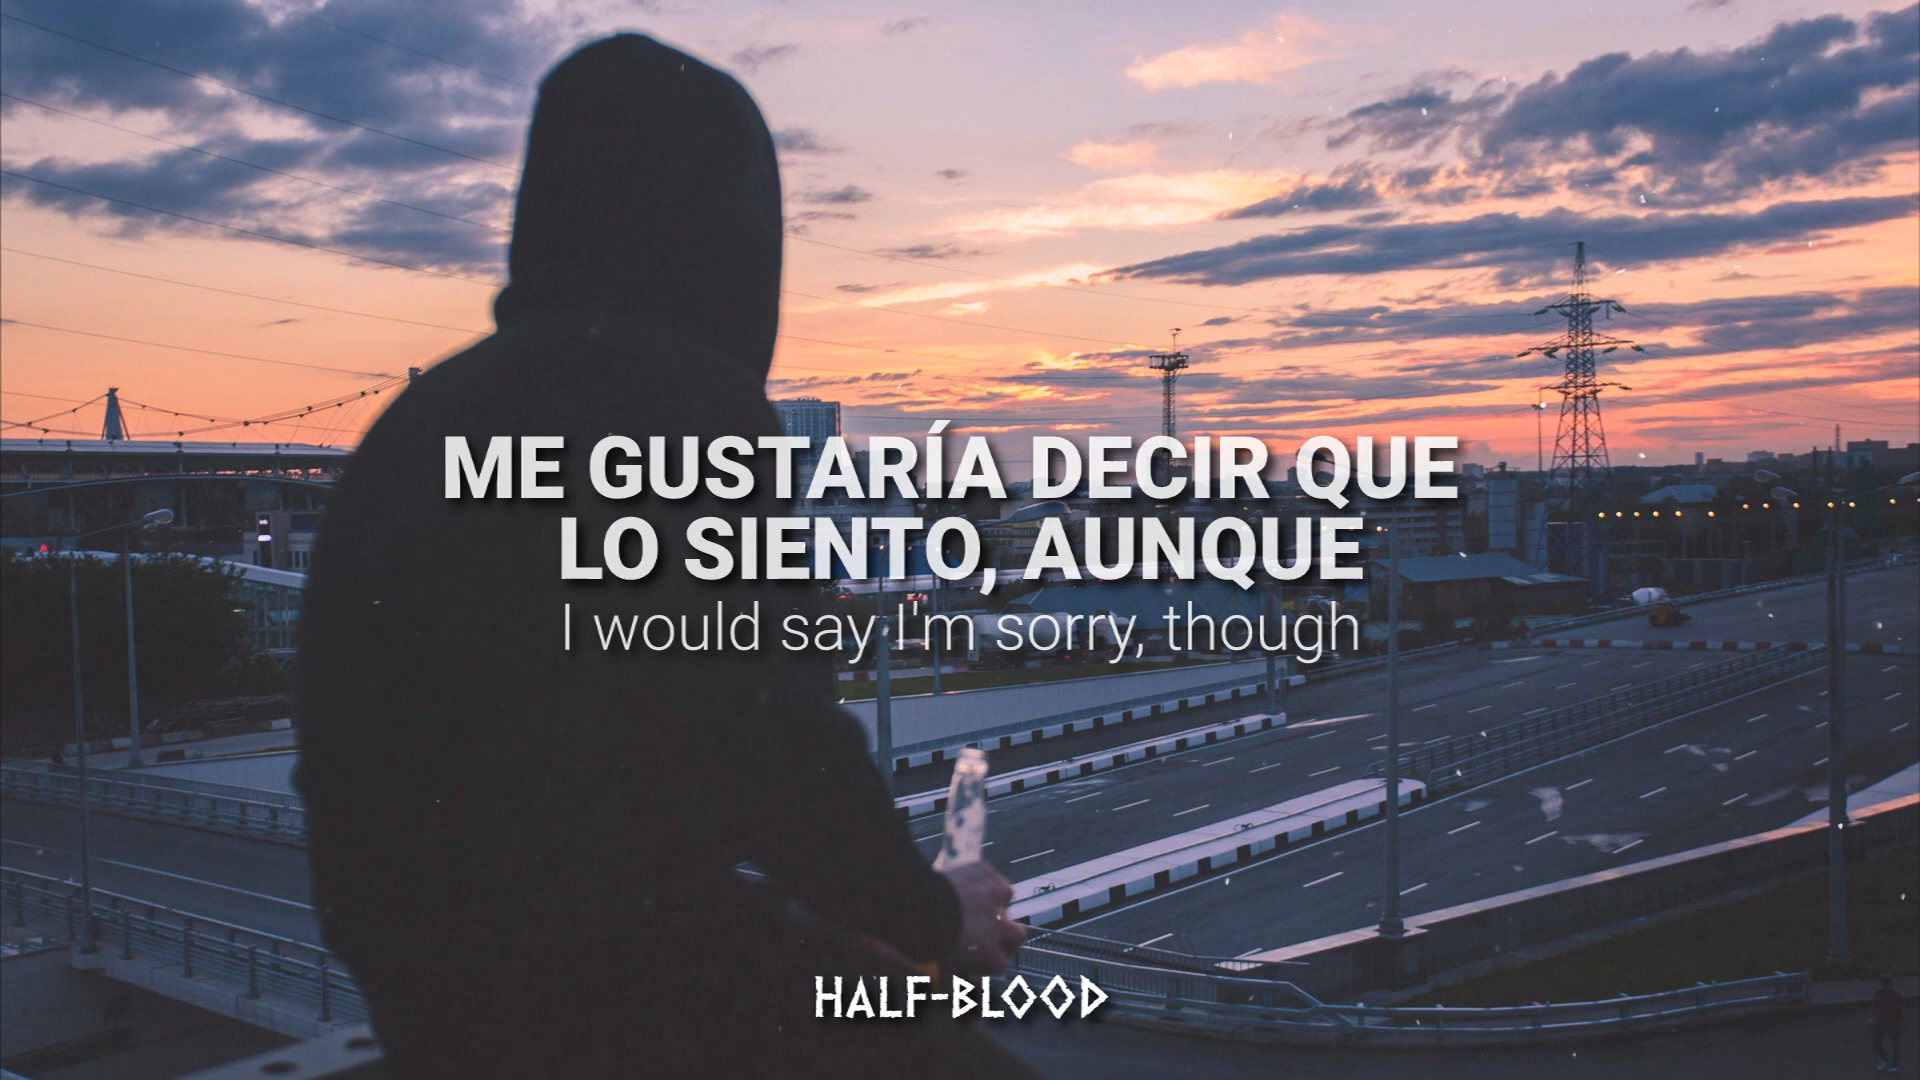 ME GUSTARÍA DECIR QUE
LO SIENTO, AUNQUE
I would say I'm sorry, though
HALF-BLOOD